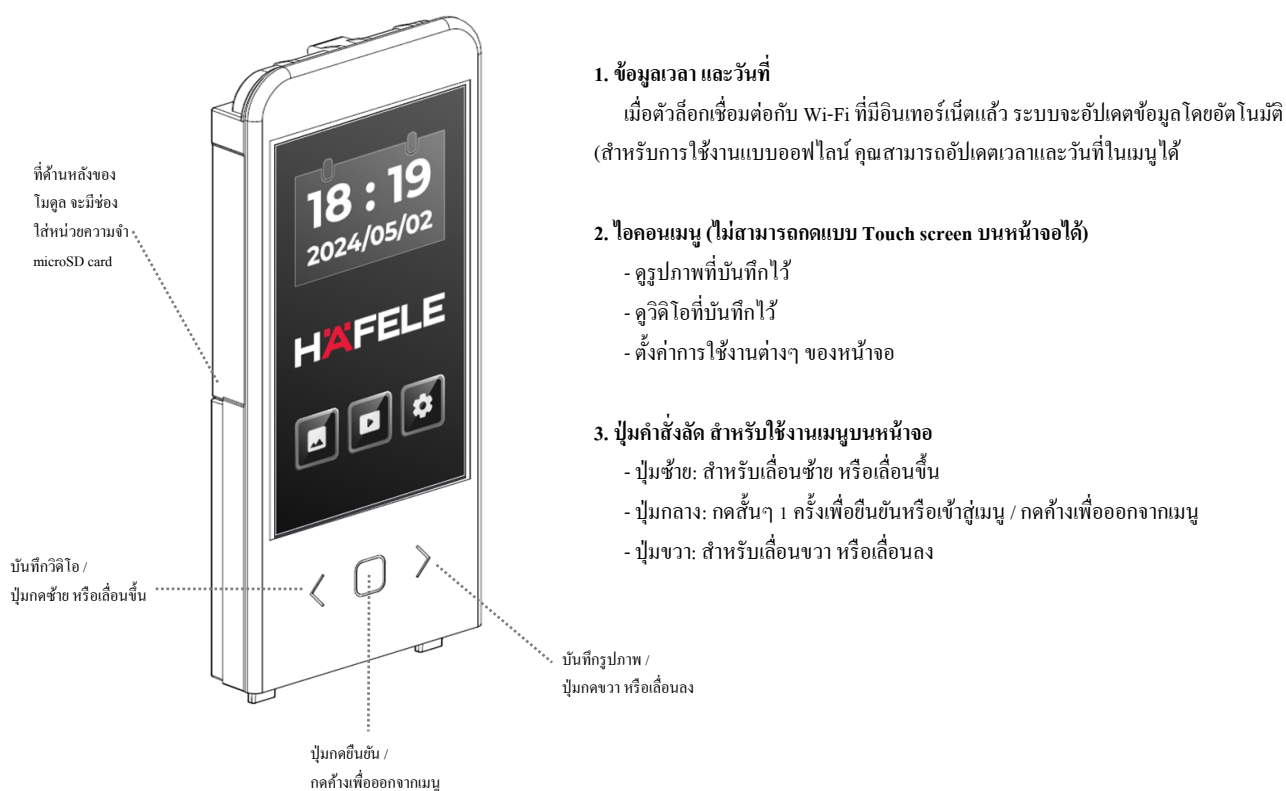 1. ข้อมูลเวลา และวันที่
เมื่อตัวล็อกเชื่อมต่อกับ Wi-Fi ที่มีอินเทอร์เน็ตแล้ว ระบบจะอัปเดตข้อมูลโดยอัตโนมัติ
(สำหรับการใช้งานแบบออฟไลน์ คุณสามารถอัปเดตเวลาและวันที่ในเมนูได้
2. ไอคอนเมนู (ไม่สามารถกดแบบ Touch screen บนหน้าจอได้)
- ดูรูปภาพที่บันทึกไว้
- ดูวิดิโอที่บันทึกไว้
- ตั้งค่าการใช้งานต่างๆ ของหน้าจอ
3. ปุ่มคำสั่งลัด สำหรับใช้งานเมนูบนหน้าจอ
- ปุ่มซ้าย: สำหรับเลื่อนซ้าย หรือเลื่อนขึ้น
- ปุ่มกลาง: กดสั้นๆ 1 ครั้งเพื่อยืนยันหรือเข้าสู่เมนู / กดค้างเพื่อออกจากเมนู
- ปุ่มขวา: สำหรับเลื่อนขวา หรือเลื่อนลง
ที่ด้านหลังของ
โมดูล จะมีช่อง
ใส่หน่วยความจำ
microSD card
18 : 19
2024/05/02
HÄFELE
บันทึกวิดิโอ /
ปุ่มกดซ้าย หรือเลื่อนขึ้น
บันทึกรูปภาพ /
ปุ่มกดขวา หรือเลื่อนลง
ปุ่มกดยืนยัน /
กดค้างเพื่อออกจากเมนู